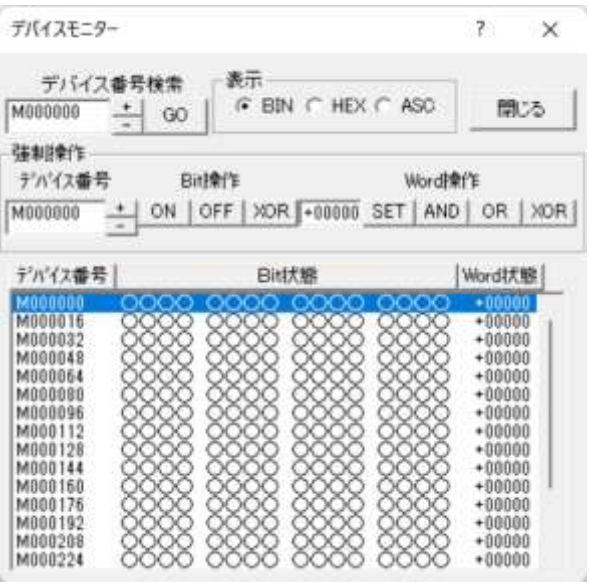 デバイスモニター ? ×
デバイス番号検索 表示
M000000 + - GO BIN HEX ASC 閉じる
強制操作
デバイス番号 Bit操作 Word操作
M000000 + - ON OFF XOR +00000 SET AND OR XOR
デバイス番号 Bit状態 Word状態
M000000 ○○○○ ○○○○ ○○○○ ○○○○ +00000
M000016 ○○○○ ○○○○ ○○○○ ○○○○ +00000
M000032 ○○○○ ○○○○ ○○○○ ○○○○ +00000
M000048 ○○○○ ○○○○ ○○○○ ○○○○ +00000
M000064 ○○○○ ○○○○ ○○○○ ○○○○ +00000
M000080 ○○○○ ○○○○ ○○○○ ○○○○ +00000
M000096 ○○○○ ○○○○ ○○○○ ○○○○ +00000
M000112 ○○○○ ○○○○ ○○○○ ○○○○ +00000
M000128 ○○○○ ○○○○ ○○○○ ○○○○ +00000
M000144 ○○○○ ○○○○ ○○○○ ○○○○ +00000
M000160 ○○○○ ○○○○ ○○○○ ○○○○ +00000
M000176 ○○○○ ○○○○ ○○○○ ○○○○ +00000
M000192 ○○○○ ○○○○ ○○○○ ○○○○ +00000
M000208 ○○○○ ○○○○ ○○○○ ○○○○ +00000
M000224 ○○○○ ○○○○ ○○○○ ○○○○ +00000